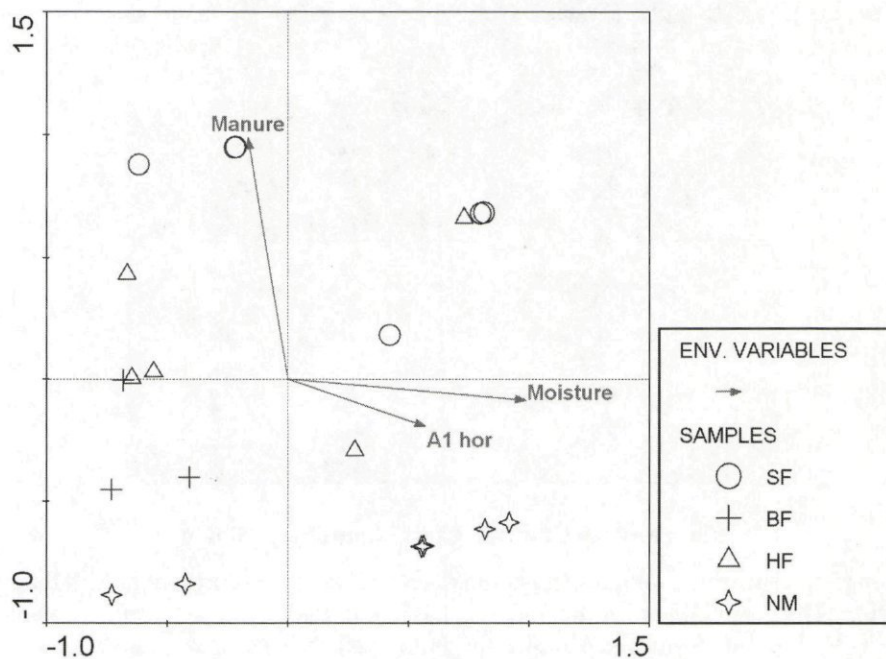 1.5
Manure
Moisture
A1 hor
-1.0
-1.0
1.5
ENV. VARIABLES
SAMPLES
SF
BF
HF
NM